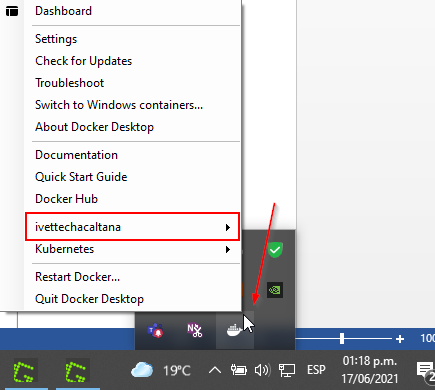 Dashboard
Settings
Check for Updates
Troubleshoot
Switch to Windows containers...
About Docker Desktop
Documentation
Quick Start Guide
Docker Hub
ivettechacaltana
Kubernetes
Restart Docker...
Quit Docker Desktop
100
19°C
ESP
01:18 p.m.
17/06/2021
2